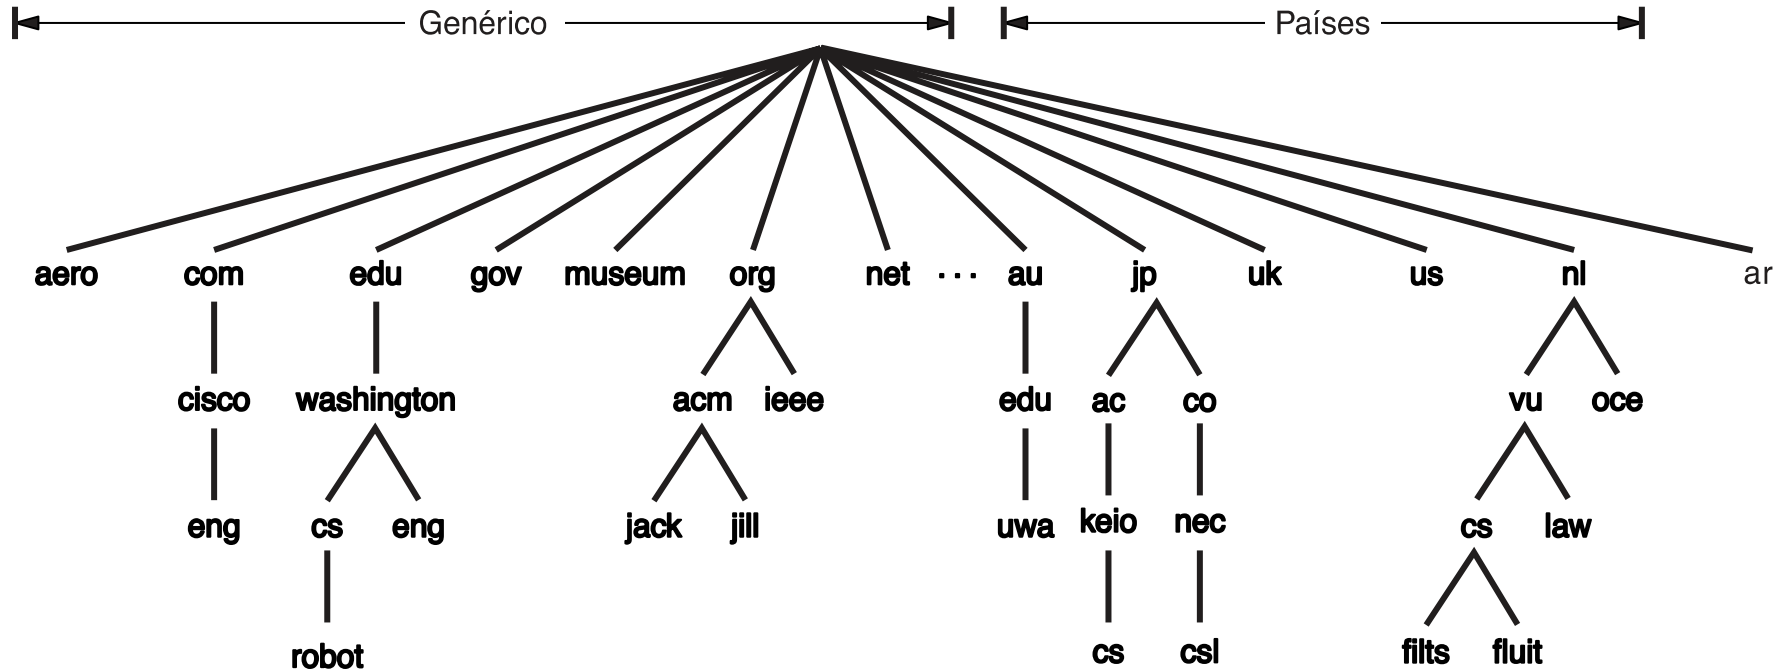 Genérico Países
aero com edu gov museum org net ... au jp uk us nl ar
cisco washington acm ieee edu ac co vu oce
eng cs eng jack jill uwa keio nec cs law
robot cs csl filts fluit